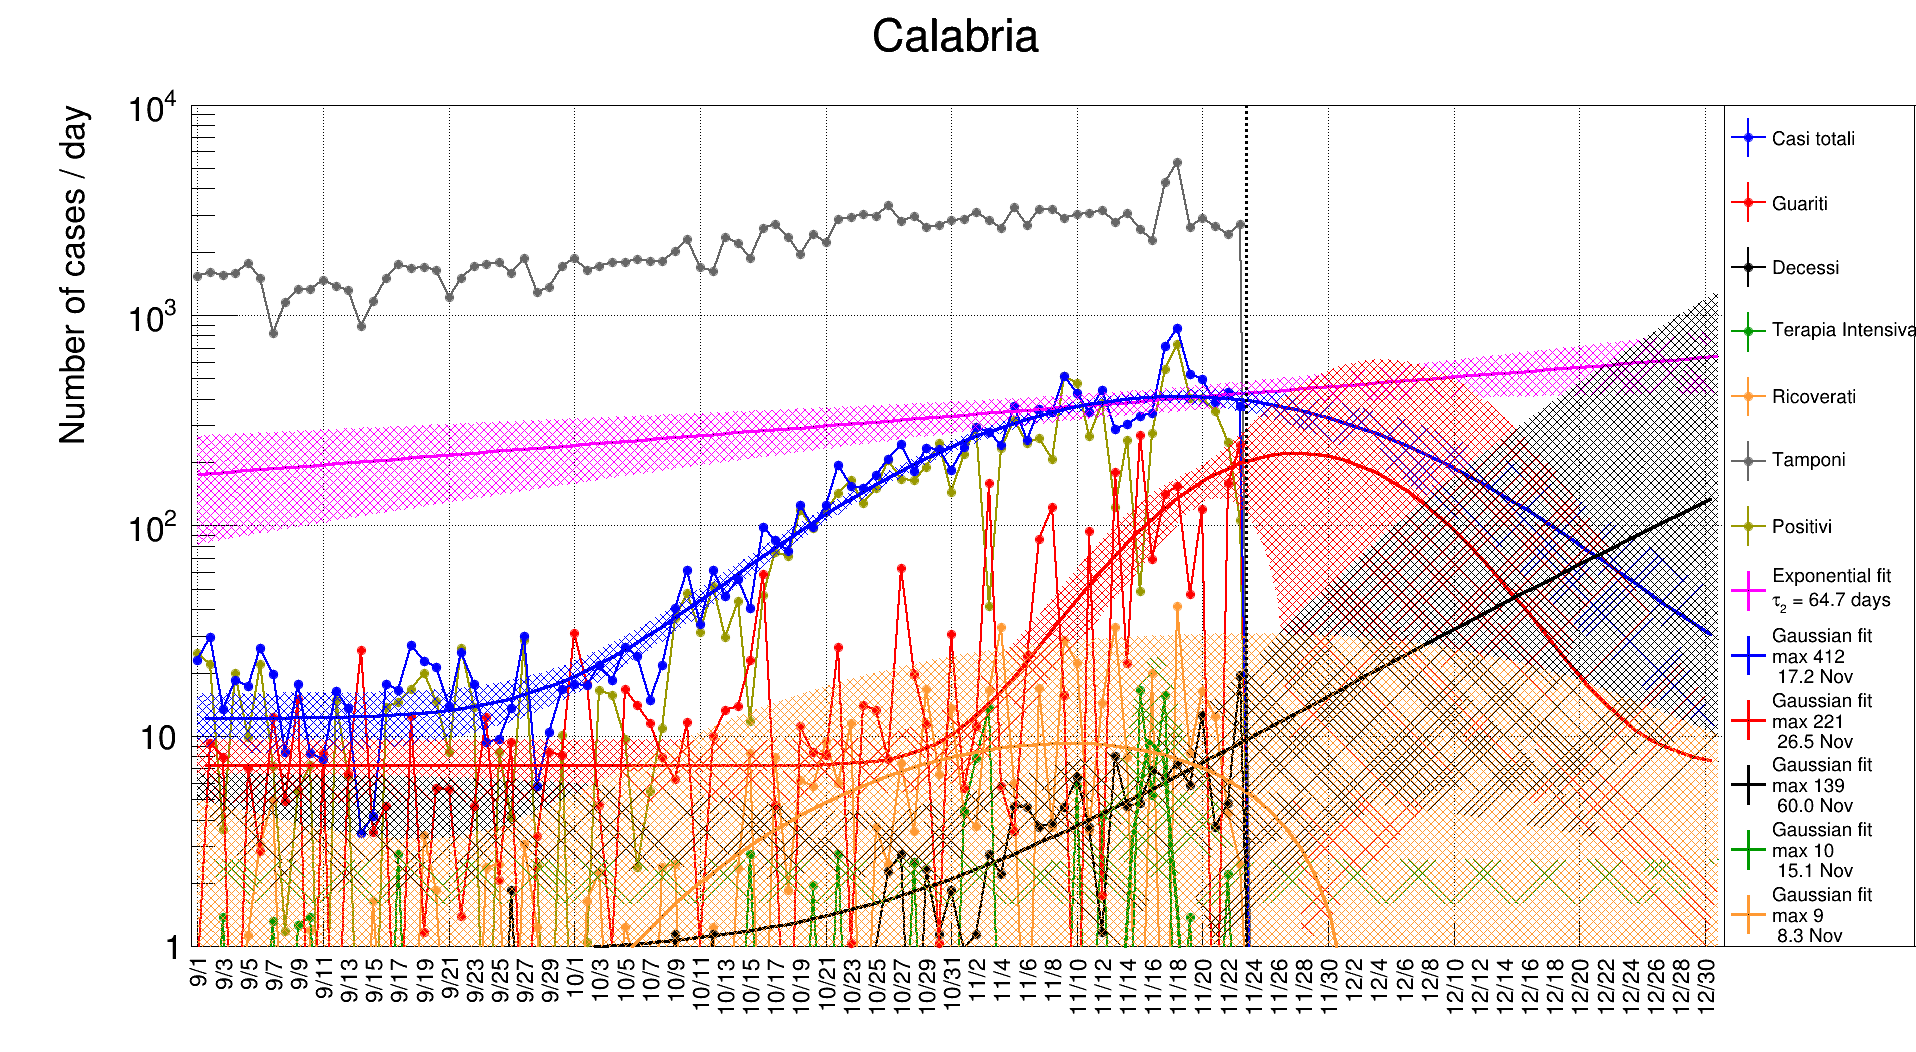 Calabria
Number of cases / day
10⁴
10³
10²
10
1
9/1
9/3
9/5
9/7
9/9
9/11
9/13
9/15
9/17
9/19
9/21
9/23
9/25
9/27
9/29
10/1
10/3
10/5
10/7
10/9
10/11
10/13
10/15
10/17
10/19
10/21
10/23
10/25
10/27
10/29
10/31
11/2
11/4
11/6
11/8
11/10
11/12
11/14
11/16
11/18
11/20
11/22
11/24
11/26
11/28
11/30
12/2
12/4
12/6
12/8
12/10
12/12
12/14
12/16
12/18
12/20
12/22
12/24
12/26
12/28
12/30
Casi totali
Guariti
Decessi
Terapia Intensiva
Ricoverati
Tamponi
Positivi
Exponential fit
τ₂ = 64.7 days
Gaussian fit
max 412
17.2 Nov
Gaussian fit
max 221
26.5 Nov
Gaussian fit
max 139
60.0 Nov
Gaussian fit
max 10
15.1 Nov
Gaussian fit
max 9
8.3 Nov